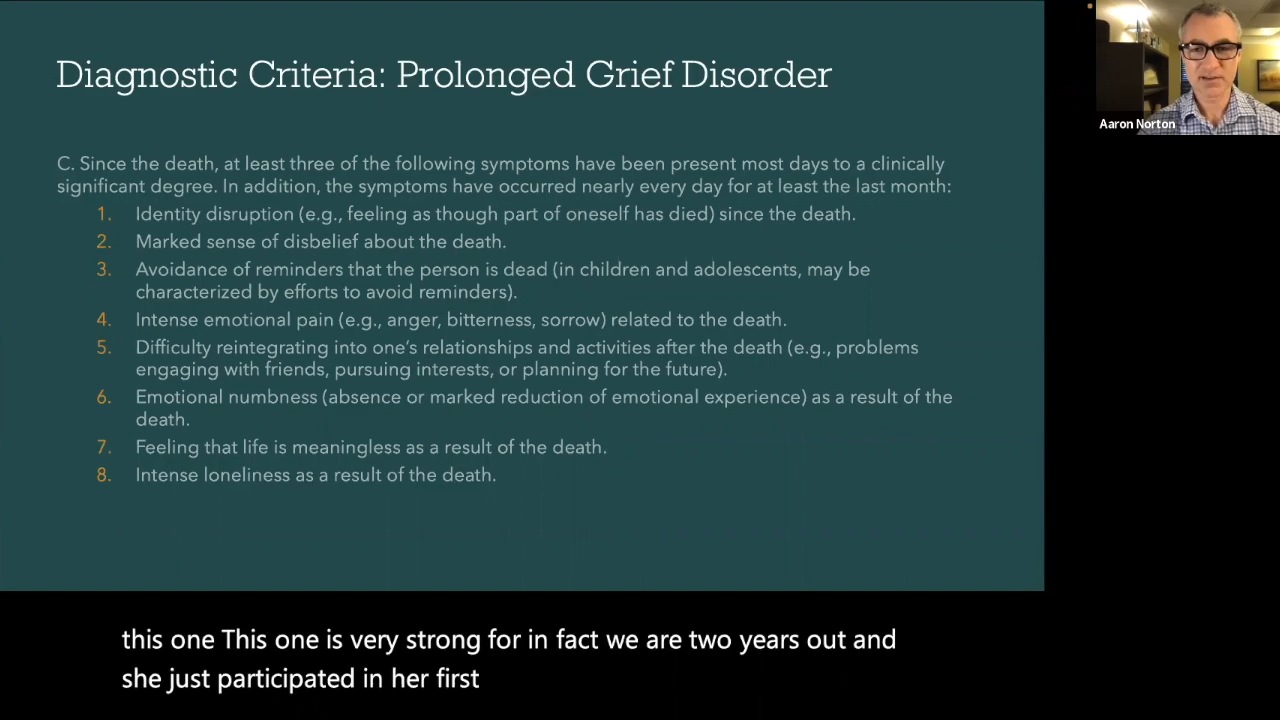 Diagnostic Criteria: Prolonged Grief Disorder
Aaron Norton
C. Since the death, at least three of the following symptoms have been present most days to a clinically
significant degree. In addition, the symptoms have occurred nearly every day for at least the last month:
1. Identity disruption (e.g., feeling as though part of oneself has died) since the death.
2. Marked sense of disbelief about the death.
3. Avoidance of reminders that the person is dead (in children and adolescents, may be
characterized by efforts to avoid reminders).
4. Intense emotional pain (e.g., anger, bitterness, sorrow) related to the death.
5. Difficulty reintegrating into one’s relationships and activities after the death (e.g., problems
engaging with friends, pursuing interests, or planning for the future).
6. Emotional numbness (absence or marked reduction of emotional experience) as a result of the
death.
7. Feeling that life is meaningless as a result of the death.
8. Intense loneliness as a result of the death.
this one This one is very strong for in fact we are two years out and
she just participated in her first